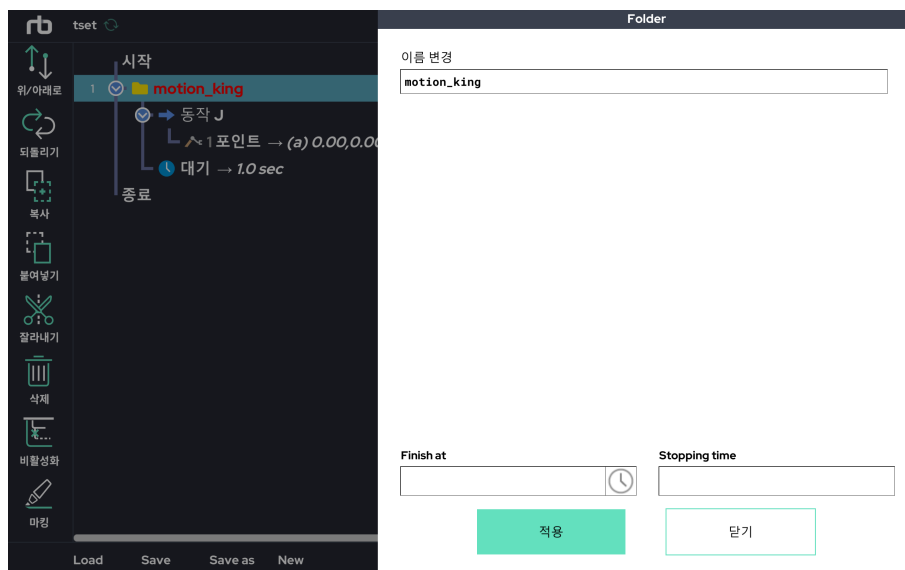 rb
tset
Folder
위/아래로
되돌리기
복사
붙여넣기
잘라내기
삭제
비활성화
마킹
시작
1 motion_king
동작 J
1 포인트 → (a) 0.00,0.00
대기 → 1.0 sec
종료
Load Save Save as New
이름 변경
motion_king
Finish at Stopping time
적용 닫기